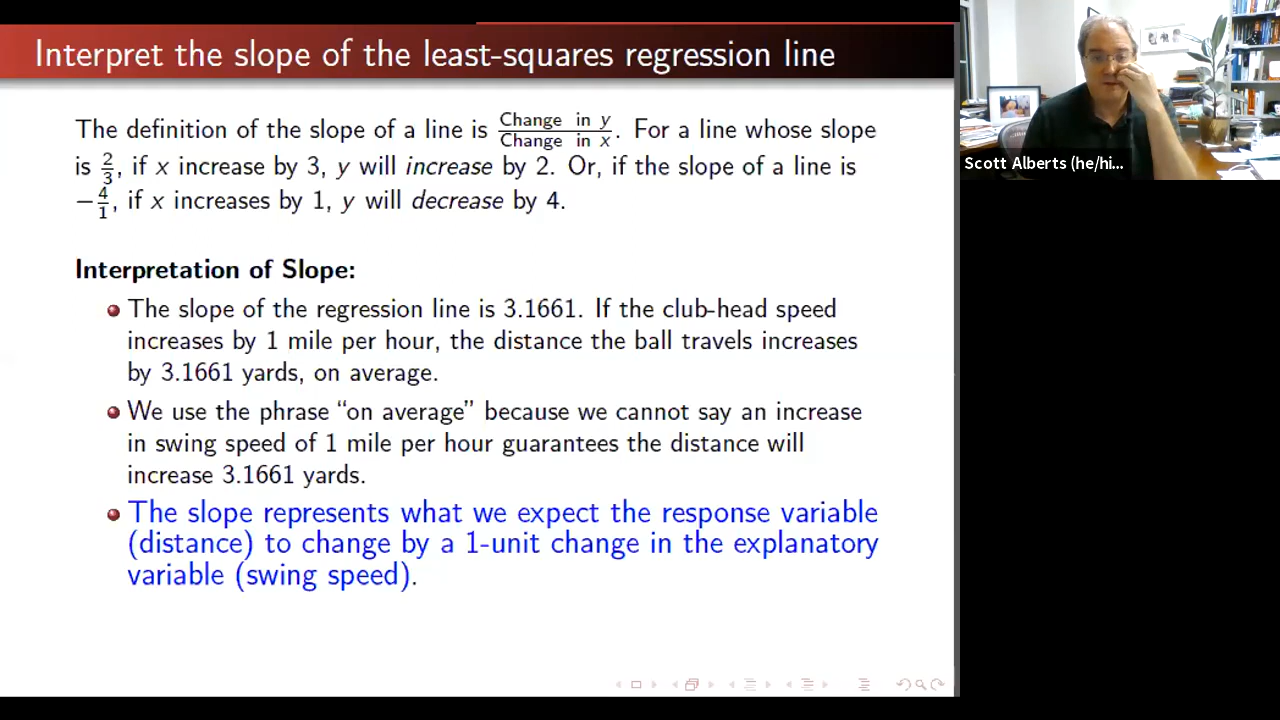 Interpret the slope of the least-squares regression line
The definition of the slope of a line is Change in y / Change in x. For a line whose slope
is 2/3, if x increase by 3, y will increase by 2. Or, if the slope of a line is
−4/1, if x increases by 1, y will decrease by 4.
Interpretation of Slope:
The slope of the regression line is 3.1661. If the club-head speed
increases by 1 mile per hour, the distance the ball travels increases
by 3.1661 yards, on average.
We use the phrase “on average” because we cannot say an increase
in swing speed of 1 mile per hour guarantees the distance will
increase 3.1661 yards.
The slope represents what we expect the response variable
(distance) to change by a 1-unit change in the explanatory
variable (swing speed).
Scott Alberts (he/hi...